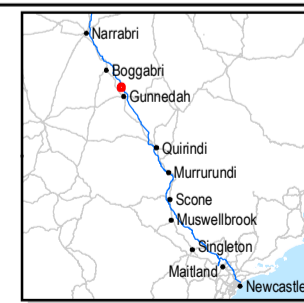 Narrabri
Boggabri
Gunnedah
Quirindi
Murrurundi
Scone
Muswellbrook
Singleton
Maitland
Newcastle